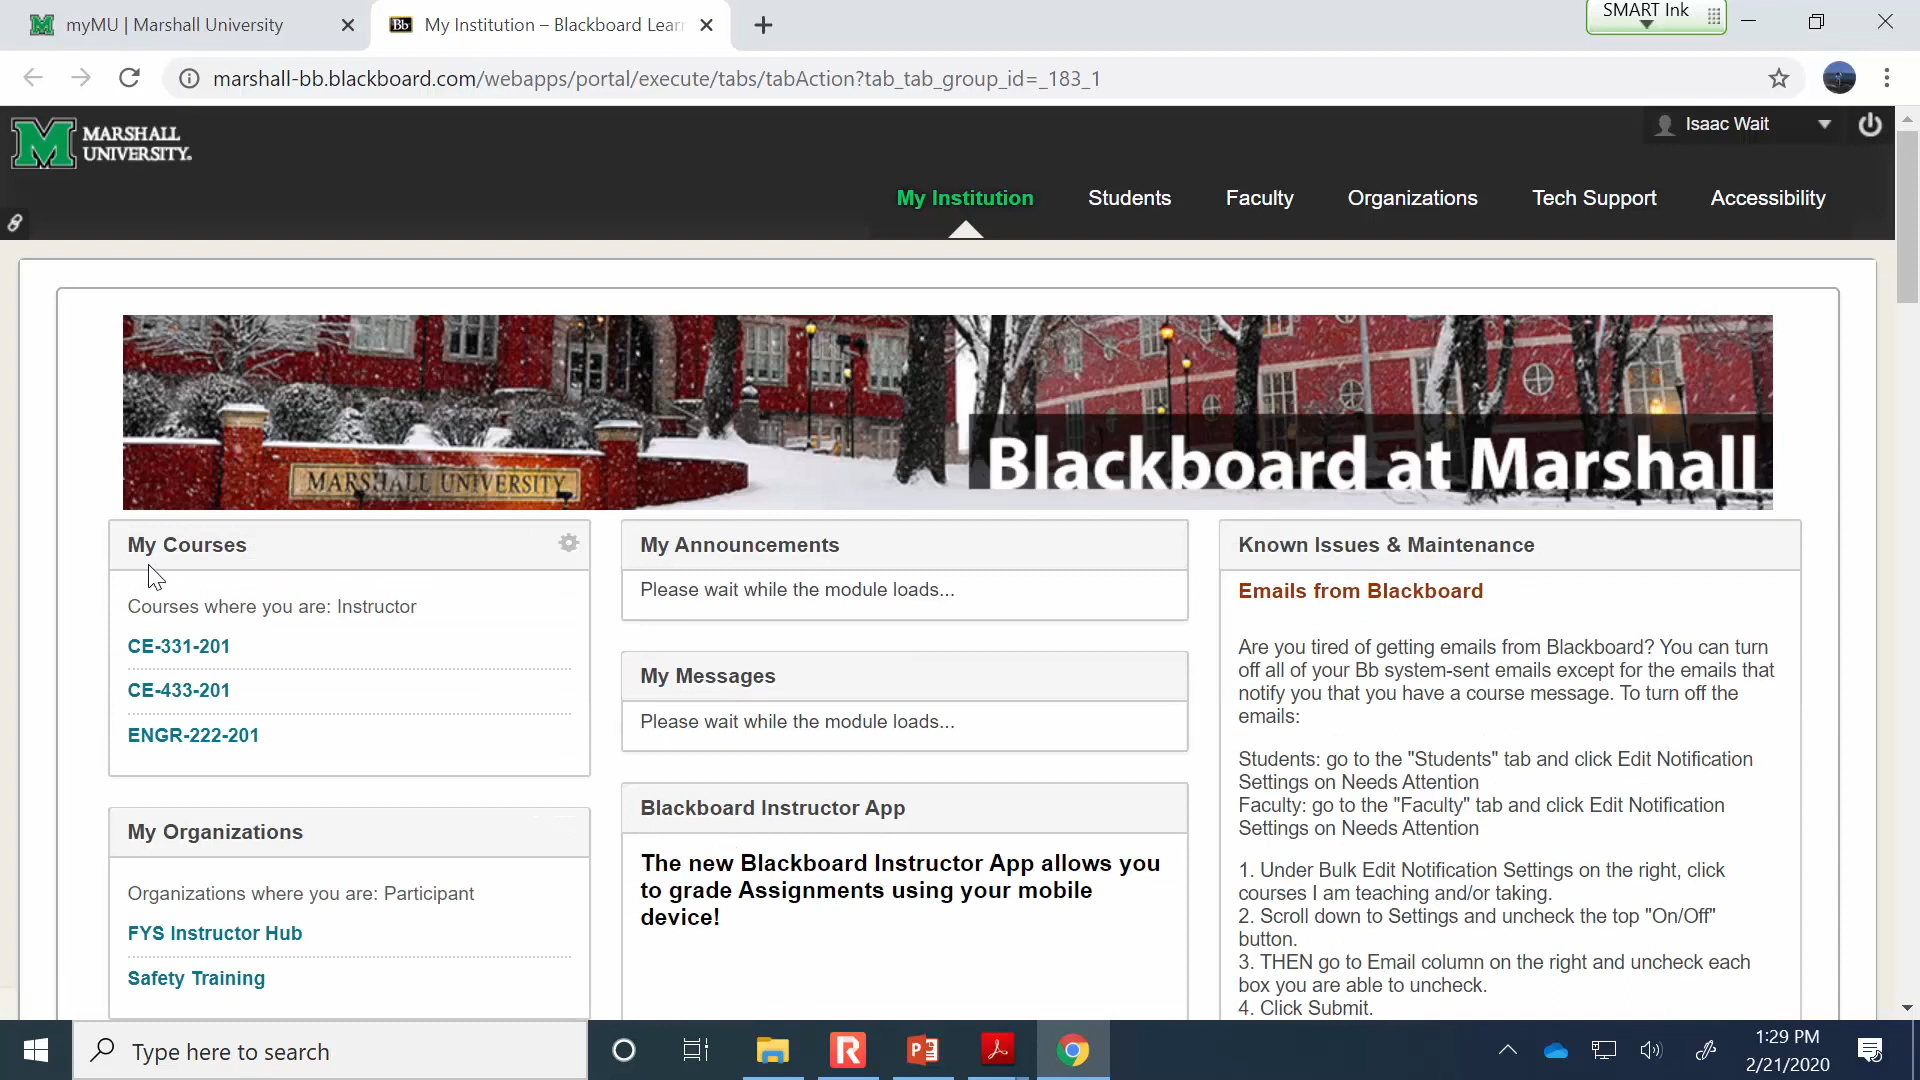 myMU | Marshall University
My Institution – Blackboard Lear
SMART Ink
marshall-bb.blackboard.com/webapps/portal/execute/tabs/tabAction?tab_tab_group_id=_183_1
MARSHALL
UNIVERSITY.
Isaac Wait
My Institution
Students
Faculty
Organizations
Tech Support
Accessibility
MARSHALL UNIVERSITY
Blackboard at Marshall
My Courses
Courses where you are: Instructor
CE-331-201
CE-433-201
ENGR-222-201
My Organizations
Organizations where you are: Participant
FYS Instructor Hub
Safety Training
My Announcements
Please wait while the module loads...
My Messages
Please wait while the module loads...
Blackboard Instructor App
The new Blackboard Instructor App allows you
to grade Assignments using your mobile
device!
Known Issues & Maintenance
Emails from Blackboard
Are you tired of getting emails from Blackboard? You can turn
off all of your Bb system-sent emails except for the emails that
notify you that you have a course message. To turn off the
emails:
Students: go to the "Students" tab and click Edit Notification
Settings on Needs Attention
Faculty: go to the "Faculty" tab and click Edit Notification
Settings on Needs Attention
1. Under Bulk Edit Notification Settings on the right, click
courses I am teaching and/or taking.
2. Scroll down to Settings and uncheck the top "On/Off"
button.
3. THEN go to Email column on the right and uncheck each
box you are able to uncheck.
4. Click Submit.
Type here to search
1:29 PM
2/21/2020